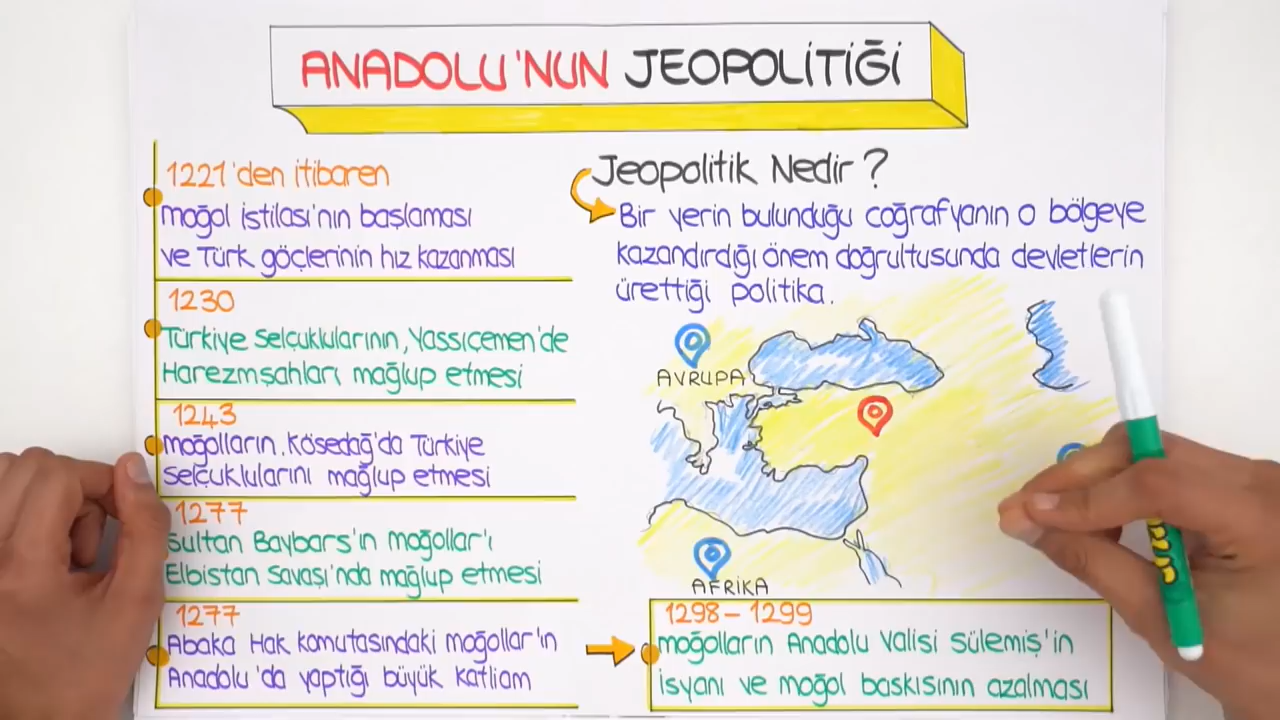 ANADOLU'NUN JEOPOLİTİĞİ
1221'den itibaren
moğol istilası'nın başlaması
ve Türk göçlerinin hız kazanması
1230
Türkiye Selçuklularının, Yassıçemen'de
Harezmşahları mağlup etmesi
1243
moğolların, Kösedağ'da Türkiye
Selçuklularını mağlup etmesi
1277
Sultan Baybars'ın moğollar'ı
Elbistan Savaşı'nda mağlup etmesi
1277
Abaka Hak komutasındaki moğollar'ın
Anadolu'da yaptığı büyük katliam
Jeopolitik Nedir?
Bir yerin bulunduğu coğrafyanın o bölgeye
kazandırdığı önem doğrultusunda devletlerin
ürettiği politika.
AVRUPA
AFRİKA
1298-1299
moğolların Anadolu Valisi Sülemiş'in
isyanı ve moğol baskısının azalması